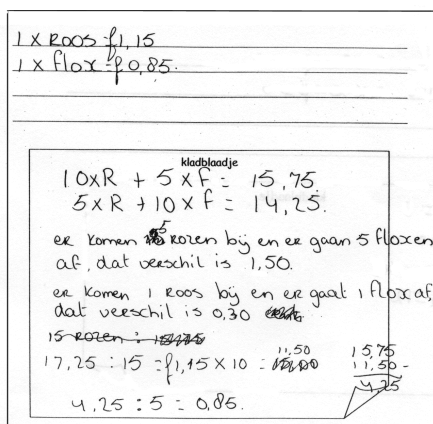 1 x ROOS = f1,15
1 x flox = f0,85.
kladblaadje
10xR + 5xF = 15,75.
5xR + 10xF = 14,25.
er komen 5 rozen bij en er gaan 5 floxen
af, dat verschil is 1,50.
er komen 1 roos bij en er gaat 1 flox af,
dat verschil is 0,30
15 rozen :
17,25 : 15 = f1,15 x 10 = 11,50
15,75
11,50 -
4,25
4,25 : 5 = 0,85.